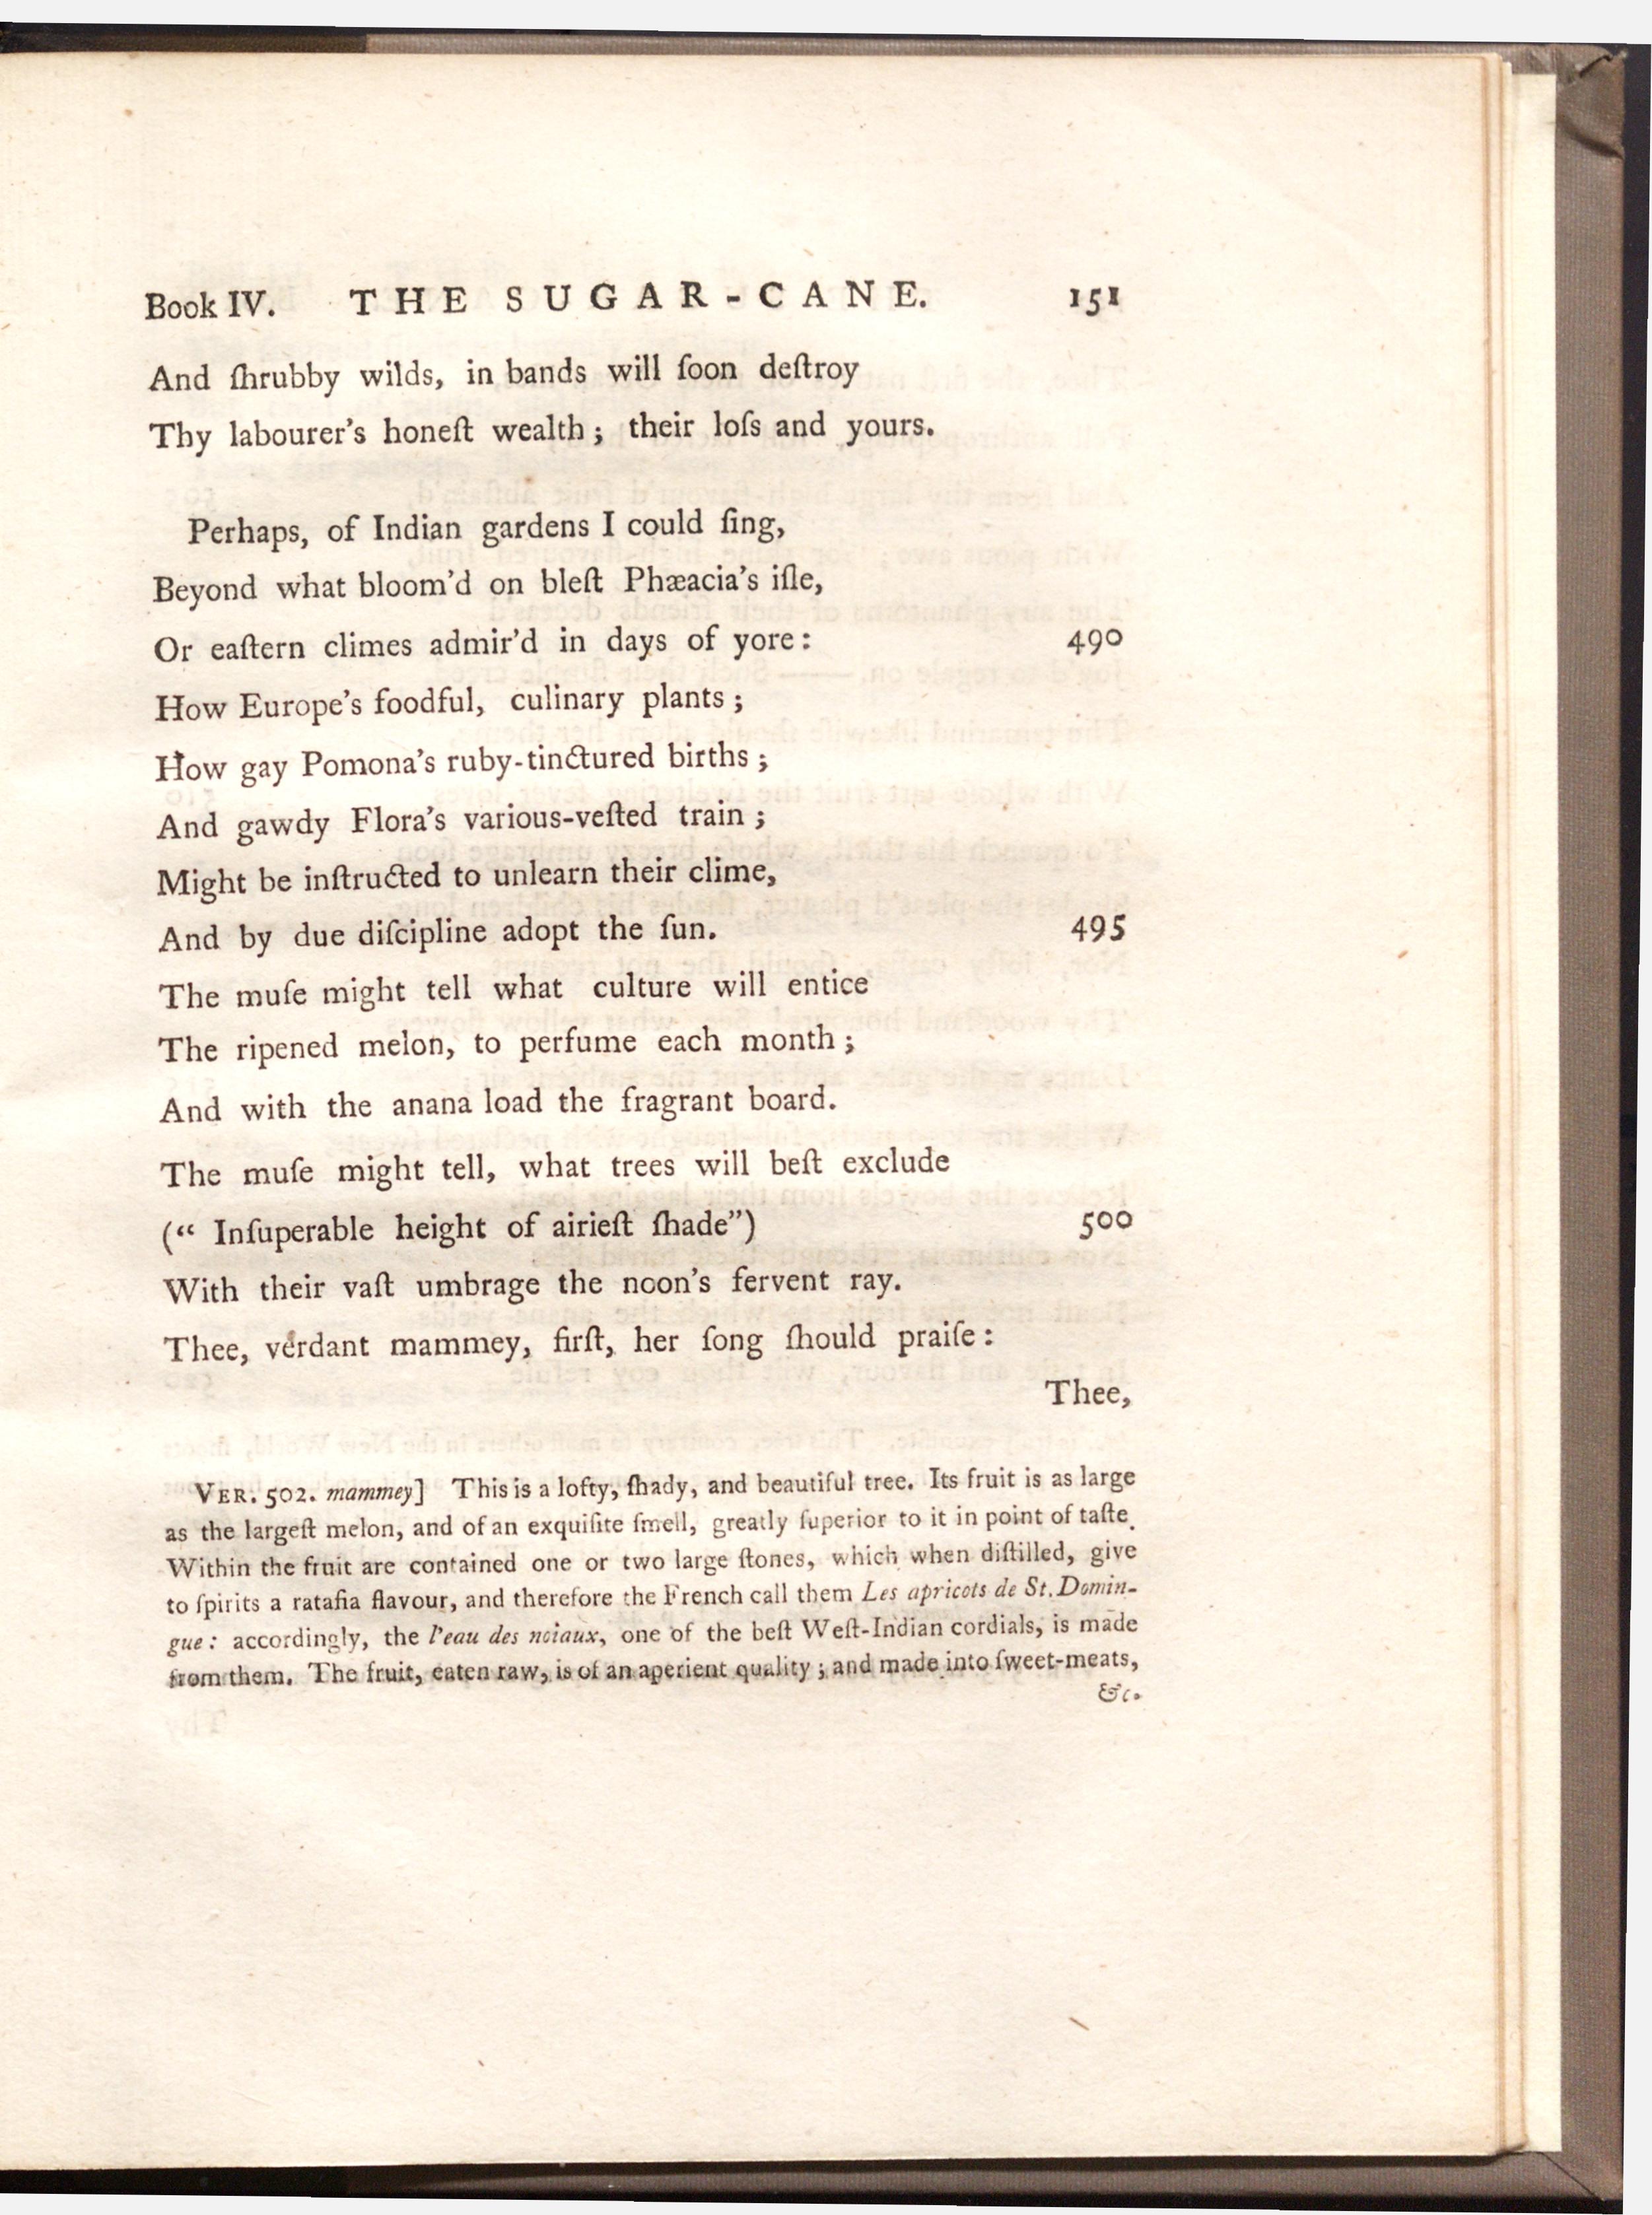 Book IV. THE SUGAR-CANE. 151
And ſhrubby wilds, in bands will ſoon deſtroy
Thy labourer's honeſt wealth; their loſs and yours.
Perhaps, of Indian gardens I could ſing,
Beyond what bloom'd on bleſt Phæacia's iſle,
Or eaſtern climes admir'd in days of yore: 490
How Europe's foodful, culinary plants;
How gay Pomona's ruby-tinctured births;
And gawdy Flora's various-veſted train;
Might be inſtructed to unlearn their clime,
And by due diſcipline adopt the ſun. 495
The muſe might tell what culture will entice
The ripened melon, to perfume each month;
And with the anana load the fragrant board.
The muſe might tell, what trees will beſt exclude
(“ Inſuperable height of airieſt ſhade”) 500
With their vaſt umbrage the noon's fervent ray.
Thee, verdant mammey, firſt, her ſong ſhould praiſe:
Thee,
VER. 502. mammey] This is a lofty, ſhady, and beautiful tree. Its fruit is as large
as the largeſt melon, and of an exquiſite ſmell, greatly ſuperior to it in point of taſte.
Within the fruit are contained one or two large ſtones, which when diſtilled, give
to ſpirits a ratafia flavour, and therefore the French call them Les apricots de St. Domin-
gue: accordingly, the l'eau des noiaux, one of the beſt Weſt-Indian cordials, is made
from them. The fruit, eaten raw, is of an aperient quality; and made into ſweet-meats,
&c.